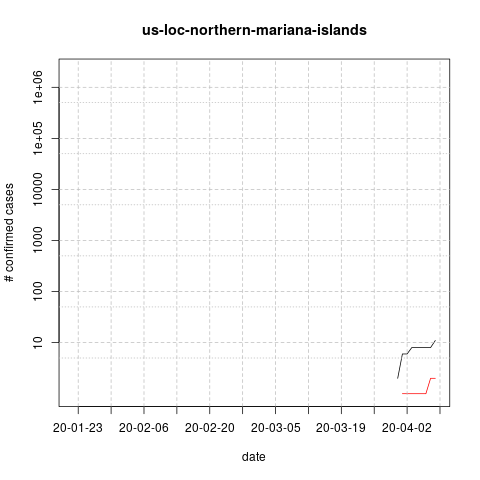 us-loc-northern-mariana-islands
1e+06
1e+05
10000
1000
100
10
# confirmed cases
20-01-23 20-02-06 20-02-20 20-03-05 20-03-19 20-04-02
date